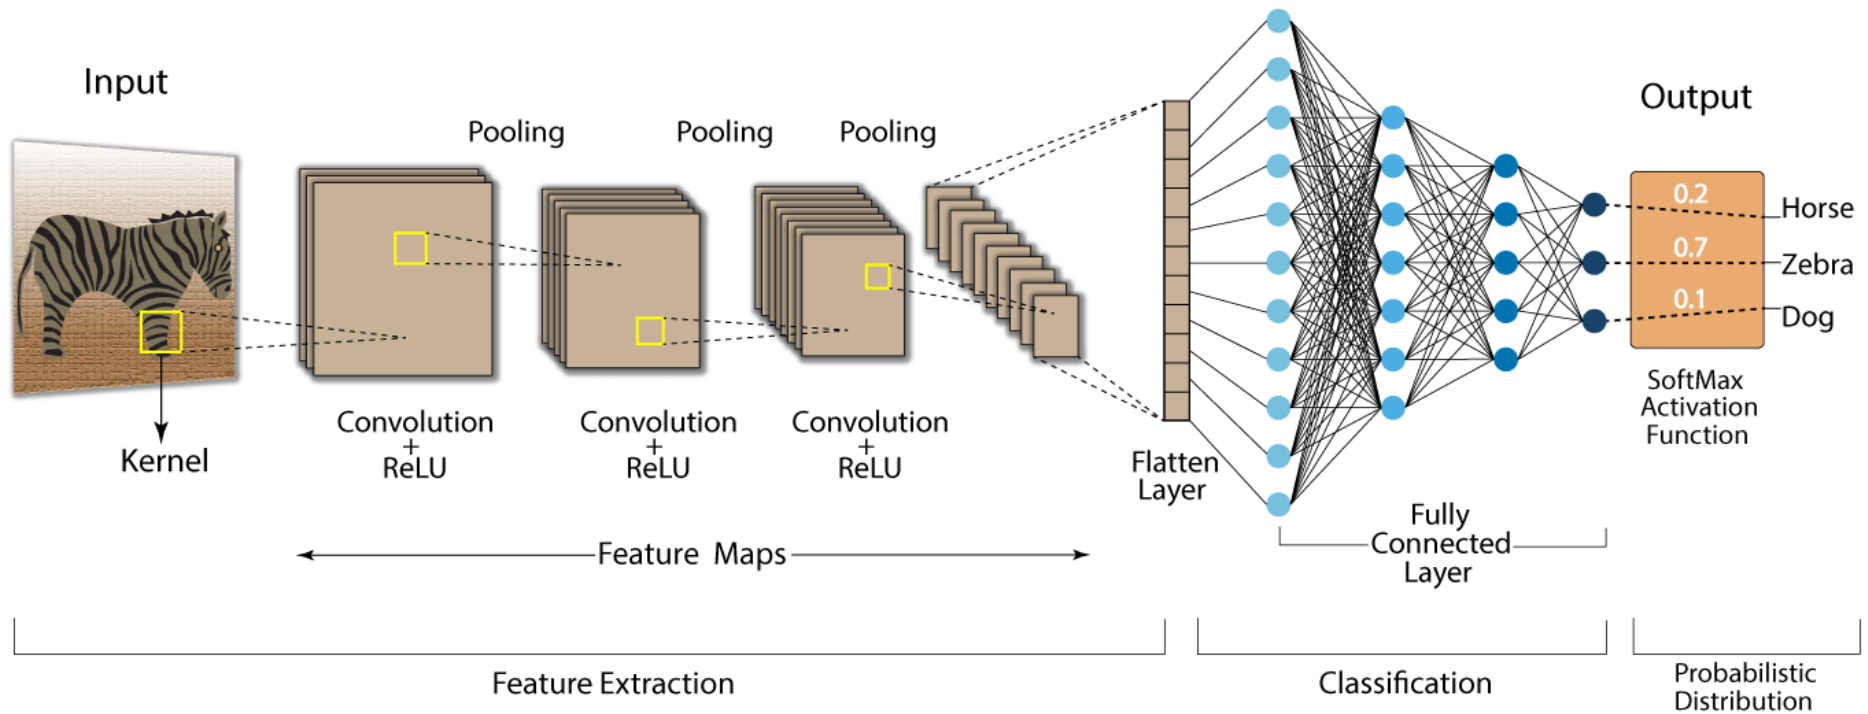 Input
Pooling
Pooling
Pooling
Output
0.2
Horse
0.7
Zebra
0.1
Dog
Kernel
Convolution
+
ReLU
Convolution
+
ReLU
Convolution
+
ReLU
Flatten
Layer
SoftMax
Activation
Function
Fully
Connected
Layer
Feature Maps
Feature Extraction
Classification
Probabilistic
Distribution